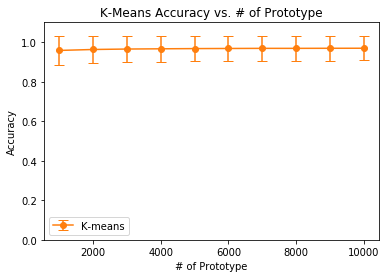 K-Means Accuracy vs. # of Prototype
1.0
0.8
0.6
0.4
0.2
0.0
Accuracy
K-means
2000 4000 6000 8000 10000
# of Prototype